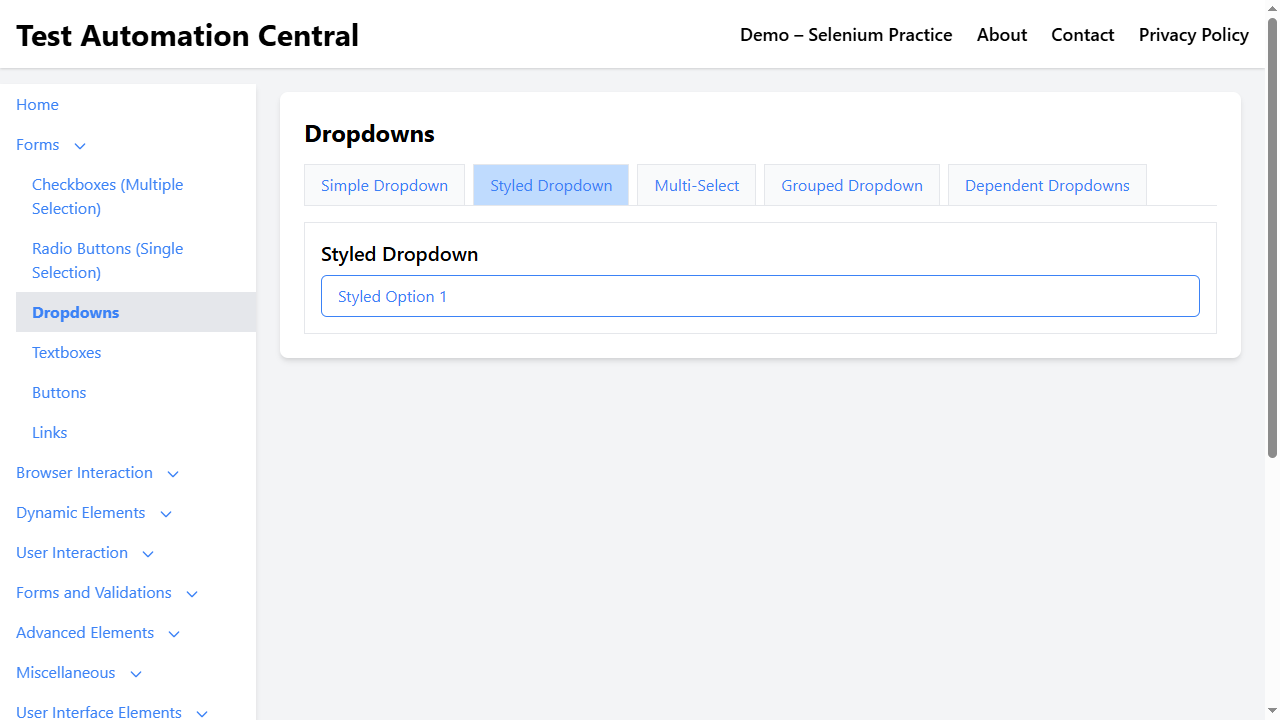 Test Automation Central
Demo – Selenium Practice
About
Contact
Privacy Policy
Home
Forms
Checkboxes (Multiple
Selection)
Radio Buttons (Single
Selection)
Dropdowns
Textboxes
Buttons
Links
Browser Interaction
Dynamic Elements
User Interaction
Forms and Validations
Advanced Elements
Miscellaneous
User Interface Elements
Dropdowns
Simple Dropdown
Styled Dropdown
Multi-Select
Grouped Dropdown
Dependent Dropdowns
Styled Dropdown
Styled Option 1